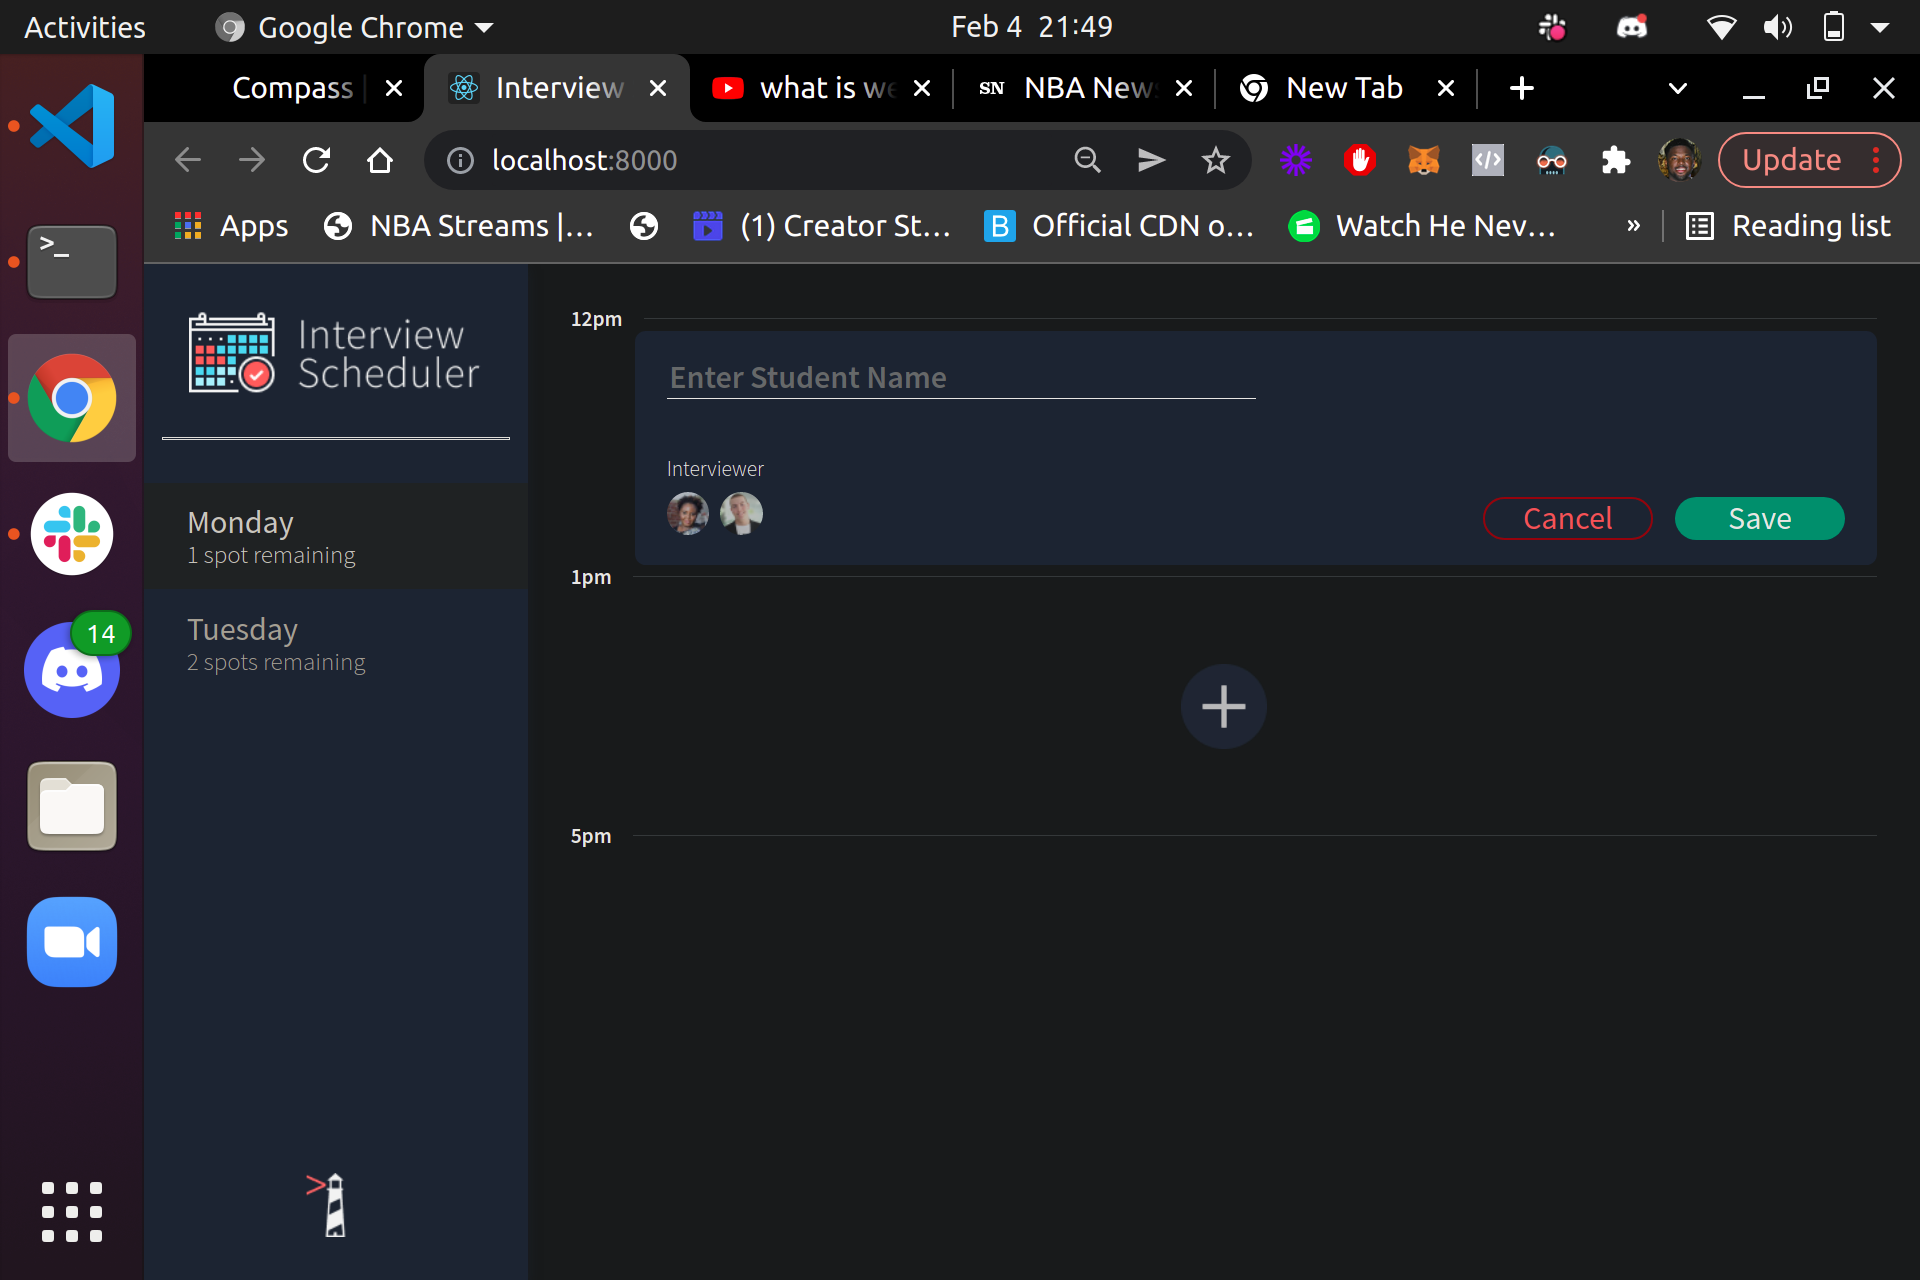 Activities
Google Chrome
Feb 4 21:49
Compass
Interview
what is we
SN
NBA News
New Tab
localhost:8000
Update
Apps
NBA Streams |...
(1) Creator St...
B
Official CDN o...
Watch He Nev...
»
Reading list
14
Interview
Scheduler
Monday
1 spot remaining
Tuesday
2 spots remaining
12pm
Enter Student Name
Interviewer
Cancel
Save
1pm
5pm